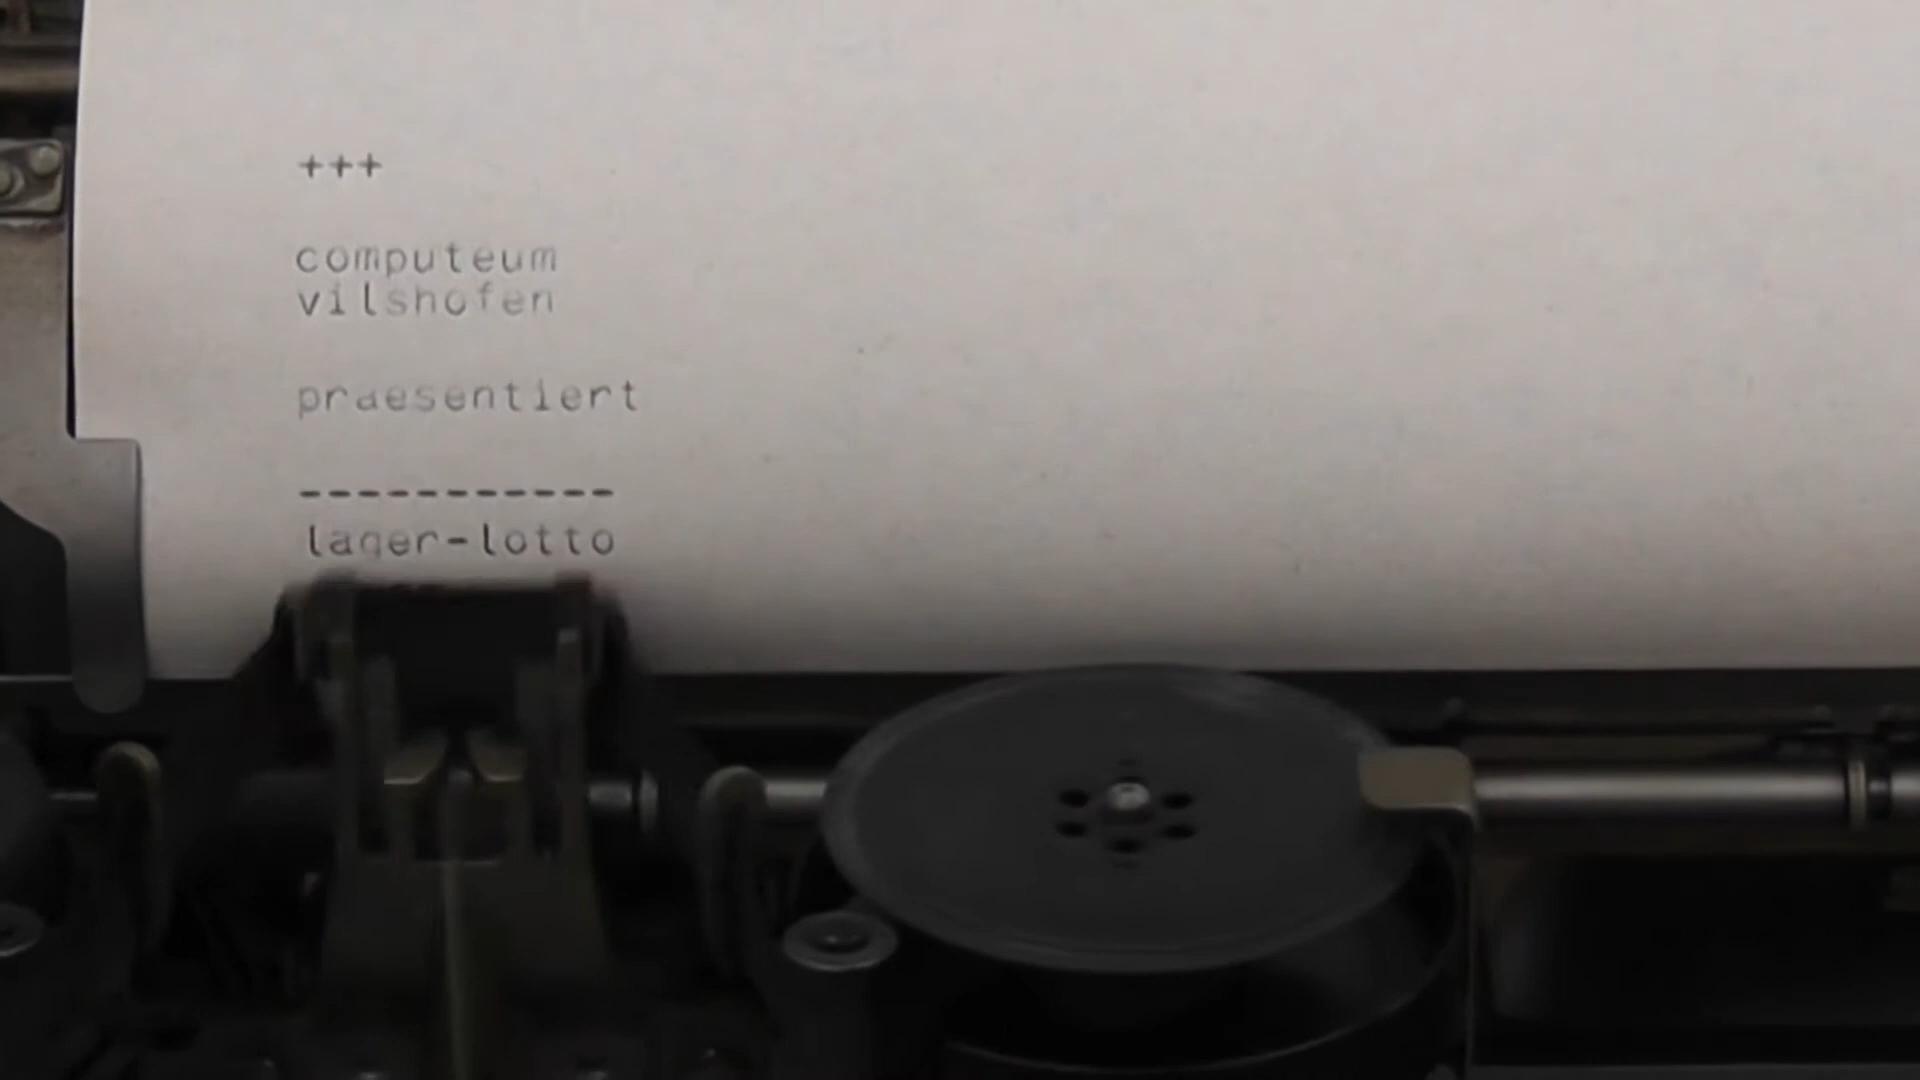 +++
computeum
vilshofen
praesentiert
-----------
lager-lotto